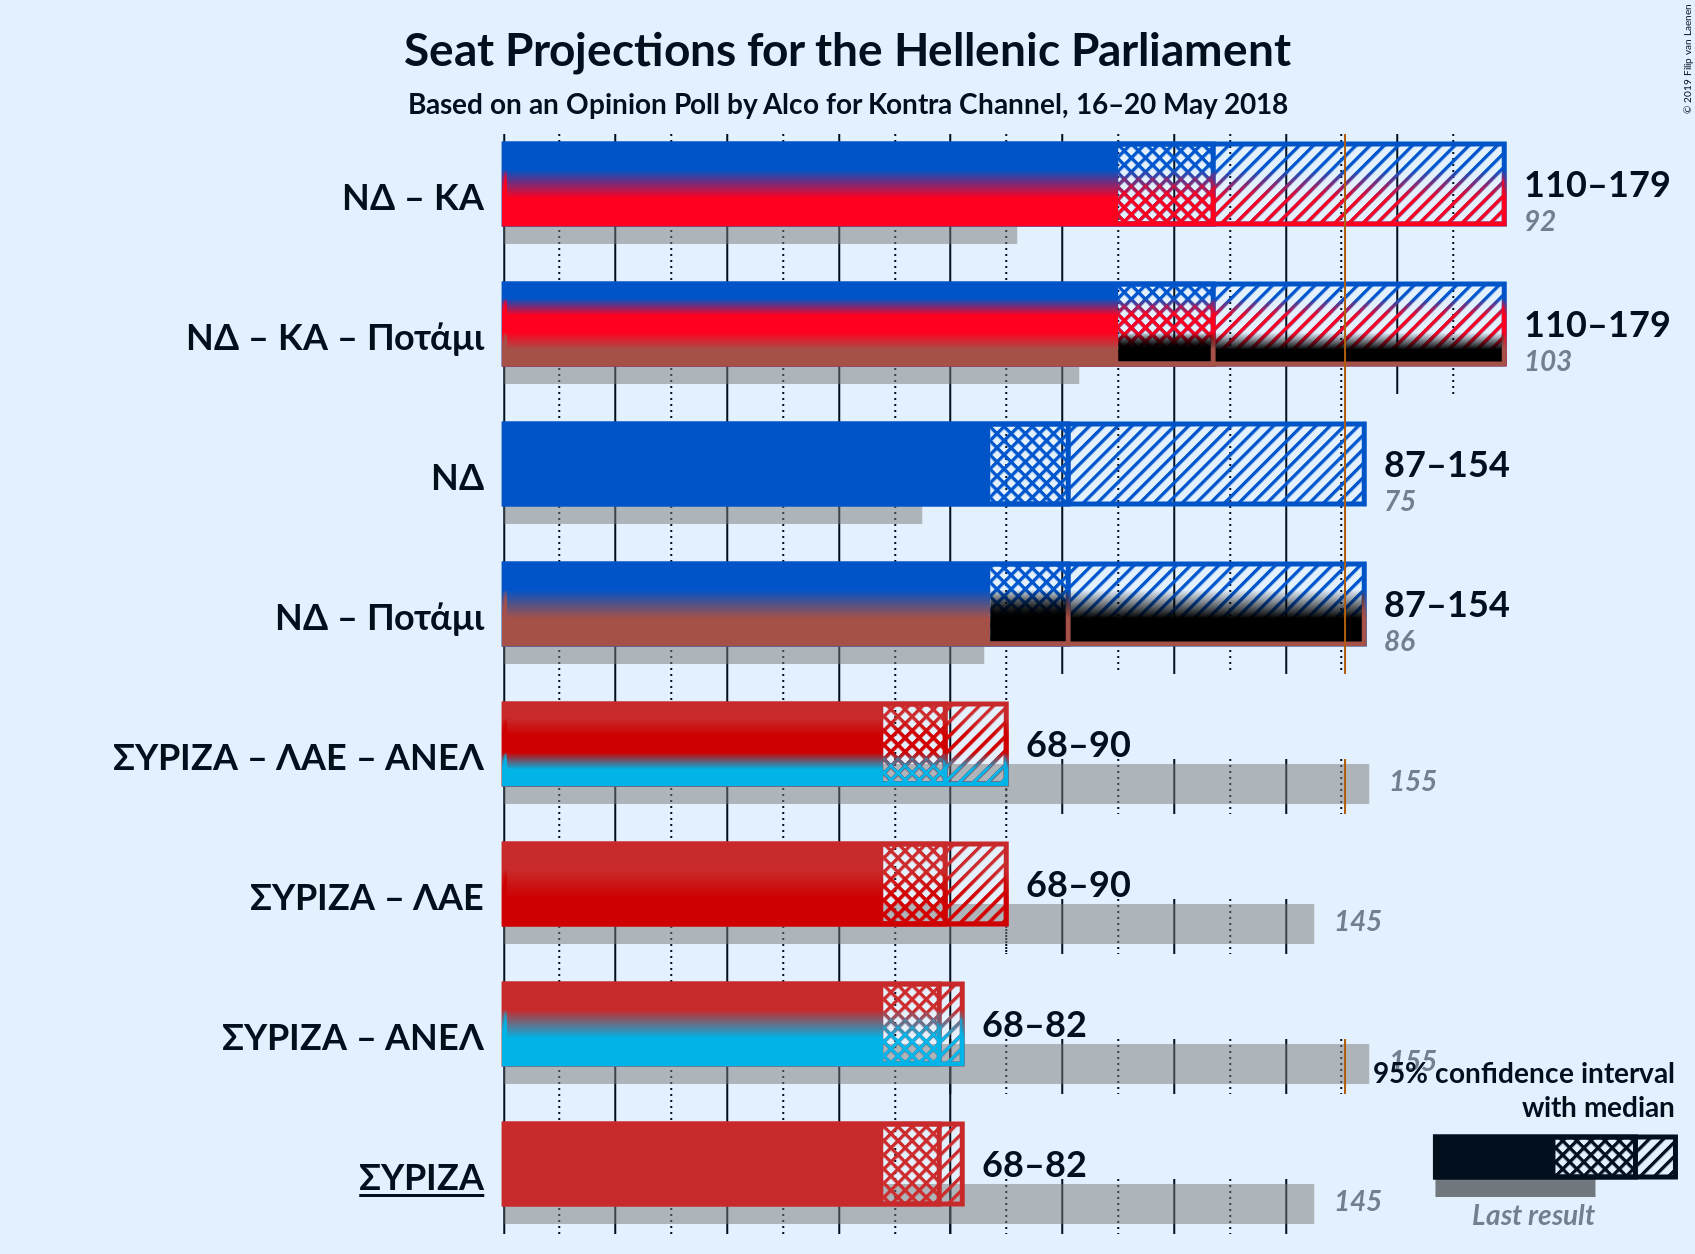 © 2019 Filip van Laenen
Seat Projections for the Hellenic Parliament
Based on an Opinion Poll by Alco for Kontra Channel, 16–20 May 2018
ΝΔ – ΚΑ
110–179
92
ΝΔ – ΚΑ – Ποτάμι
110–179
103
ΝΔ
87–154
75
ΝΔ – Ποτάμι
87–154
86
ΣΥΡΙΖΑ – ΛΑΕ – ΑΝΕΛ
68–90
155
ΣΥΡΙΖΑ – ΛΑΕ
68–90
145
ΣΥΡΙΖΑ – ΑΝΕΛ
68–82
155
ΣΥΡΙΖΑ
68–82
145
95% confidence interval
with median
Last result